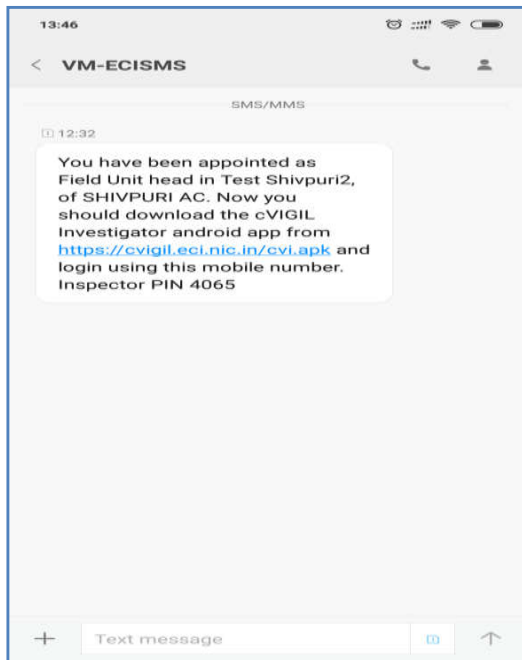 13:46
VM-ECISMS
SMS/MMS
12:32
You have been appointed as
Field Unit head in Test Shivpuri2,
of SHIVPURI AC. Now you
should download the cVIGIL
Investigator android app from
https://cvigil.eci.nic.in/cvi.apk and
login using this mobile number.
Inspector PIN 4065
Text message